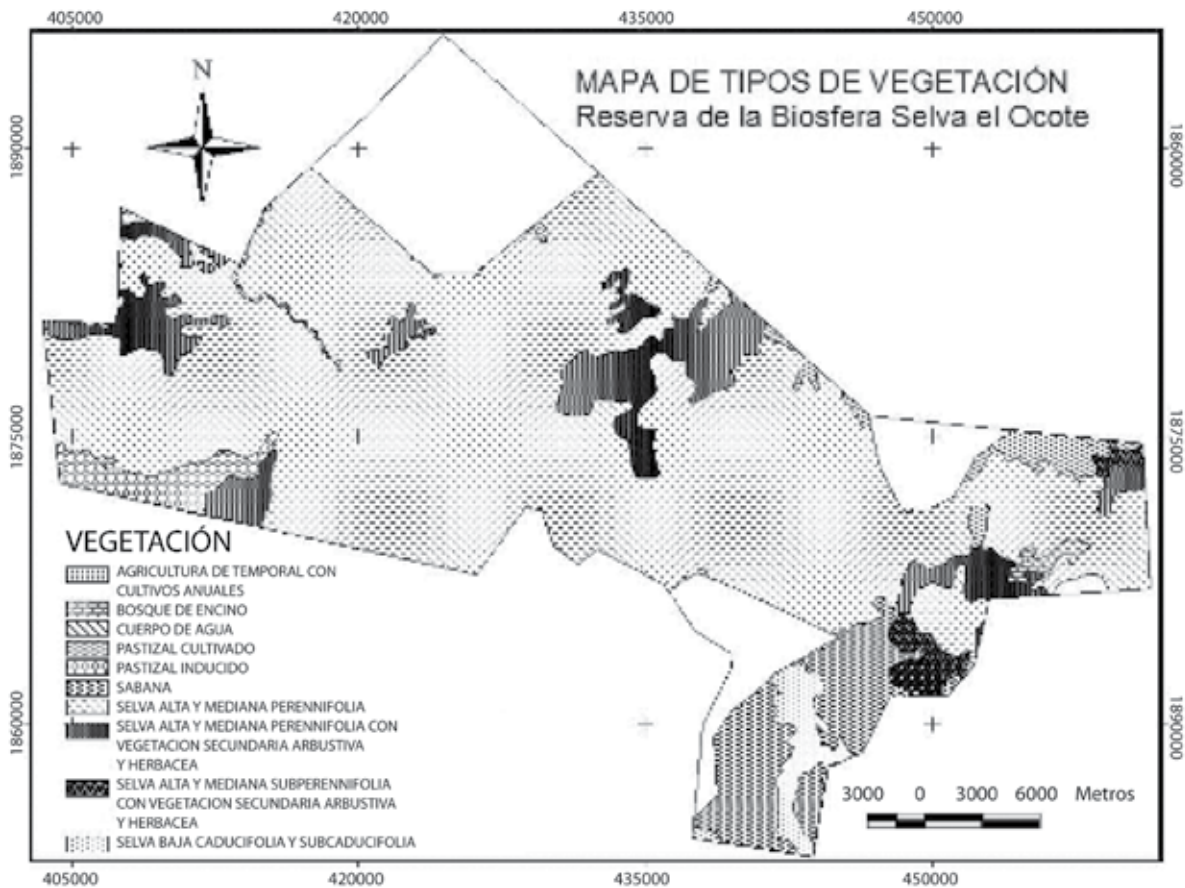 405000 420000 435000 450000
N
MAPA DE TIPOS DE VEGETACIÓN
Reserva de la Biosfera Selva el Ocote
1890000 1860000
1875000 1875000
VEGETACIÓN
AGRICULTURA DE TEMPORAL CON
CULTIVOS ANUALES
BOSQUE DE ENCINO
CUERPO DE AGUA
PASTIZAL CULTIVADO
PASTIZAL INDUCIDO
SABANA
SELVA ALTA Y MEDIANA PERENNIFOLIA
SELVA ALTA Y MEDIANA PERENNIFOLIA CON
VEGETACION SECUNDARIA ARBUSTIVA
Y HERBACEA
SELVA ALTA Y MEDIANA SUBPERENNIFOLIA
CON VEGETACION SECUNDARIA ARBUSTIVA
Y HERBACEA
SELVA BAJA CADUCIFOLIA Y SUBCADUCIFOLIA
1860000 1890000
3000 0 3000 6000 Metros
405000 420000 435000 450000